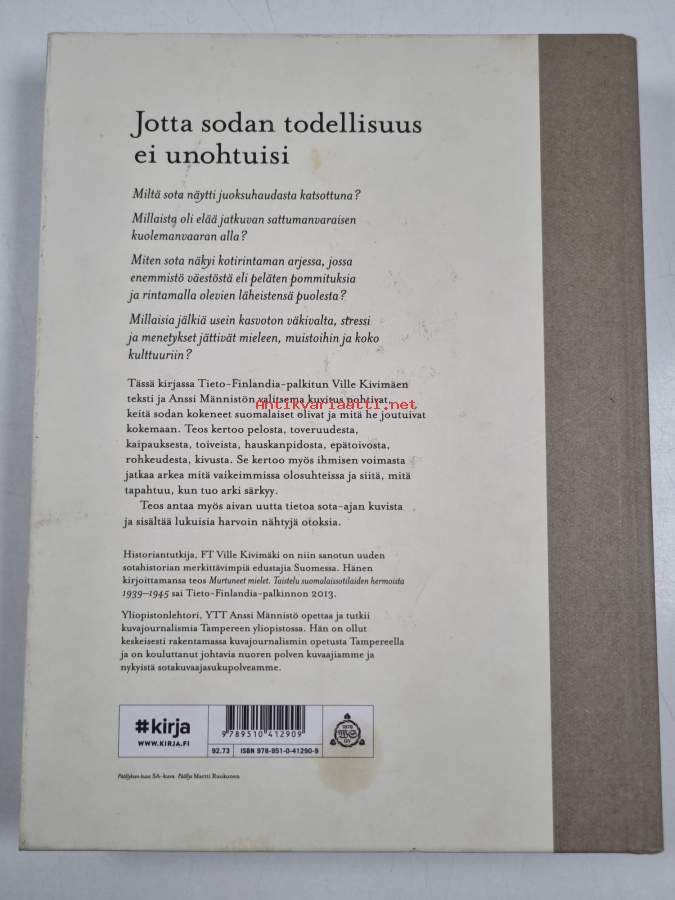 Jotta sodan todellisuus
ei unohtuisi
Miltä sota näytti juoksuhaudasta katsottuna?
Millaista oli elää jatkuvan sattumanvaraisen
kuolemanvaaran alla?
Miten sota näkyi kotirintaman arjessa, jossa
enemmistö väestöstä eli peläten pommituksia
ja rintamalla olevien läheistensä puolesta?
Millaisia jälkiä usein kasvoton väkivalta, stressi
ja menetykset jättivät mieleen, muistoihin ja koko
kulttuuriin?
Tässä kirjassa Tieto-Finlandia-palkitun Ville Kivimäen
teksti ja Anssi Männistön valitsema kuvitus pohtivat,
Antikvariaatti.net
keitä sodan kokeneet suomalaiset olivat ja mitä he joutuivat
kokemaan. Teos kertoo pelosta, toveruudesta,
kaipauksesta, toiveista, hauskanpidosta, epätoivosta,
rohkeudesta, kivusta. Se kertoo myös ihmisen voimasta
jatkaa arkea mitä vaikeimmissa olosuhteissa ja siitä, mitä
tapahtuu, kun tuo arki särkyy.
Teos antaa myös aivan uutta tietoa sota-ajan kuvista
ja sisältää lukuisia harvoin nähtyjä otoksia.
Historiantutkija, FT Ville Kivimäki on niin sanotun uuden
sotahistorian merkittävimpiä edustajia Suomessa. Hänen
kirjoittamansa teos Murtuneet mielet. Taistelu suomalaissotilaiden hermoista
1939–1945 sai Tieto-Finlandia-palkinnon 2013.
Yliopistonlehtori, YTT Anssi Männistö opettaa ja tutkii
kuvajournalismia Tampereen yliopistossa. Hän on ollut
keskeisesti rakentamassa kuvajournalismin opetusta Tampereella
ja on kouluttanut johtavia nuoren polven kuvaajiamme ja
nykyistä sotakuvaajasukupolveamme.
#kirja
WWW.KIRJA.FI
9789510412909
92.73
ISBN 978-951-0-41290-9
1878
WS
OY
Päällyksen kuva SA-kuva Päällys Martti Ruokonen